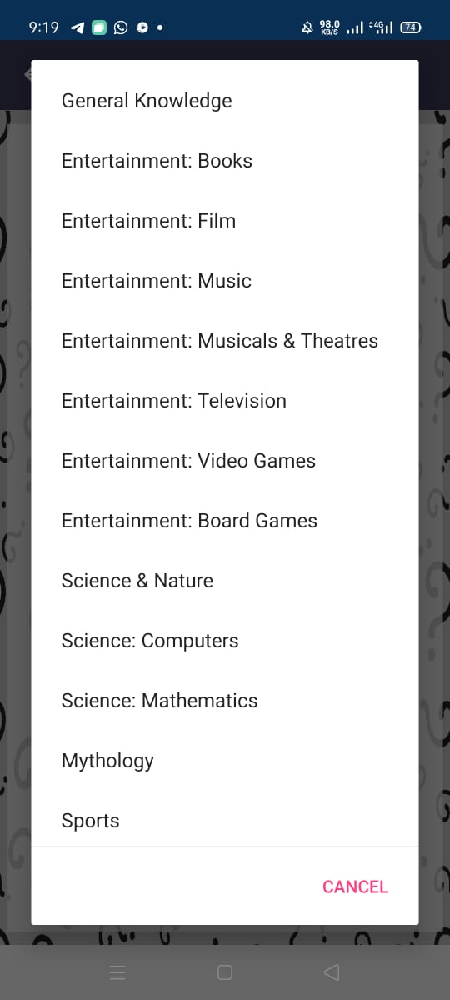 9:19 98.0 KB/S 4G 74
General Knowledge
Entertainment: Books
Entertainment: Film
Entertainment: Music
Entertainment: Musicals & Theatres
Entertainment: Television
Entertainment: Video Games
Entertainment: Board Games
Science & Nature
Science: Computers
Science: Mathematics
Mythology
Sports
CANCEL